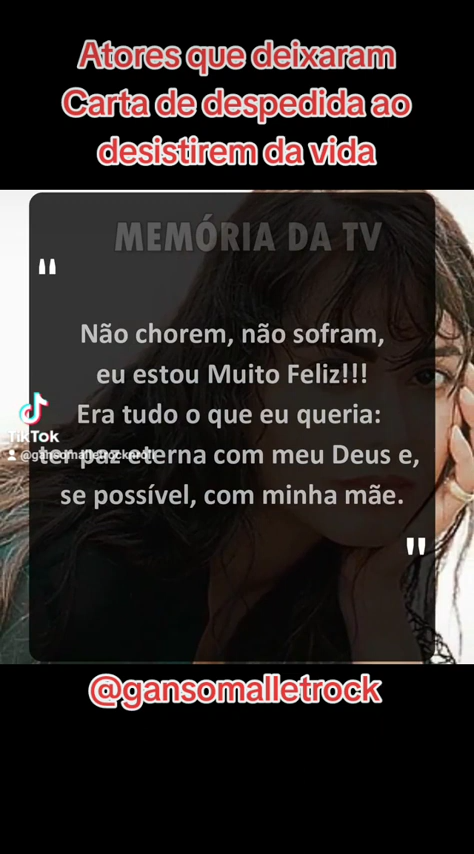 Atores que deixaram
Carta de despedida ao
desistirem da vida
MEMÓRIA DA TV
"
Não chorem, não sofram,
eu estou Muito Feliz!!!
Era tudo o que eu queria:
TikTok
ter paz eterna com meu Deus e,
se possível, com minha mãe.
"
@gansomalletrock